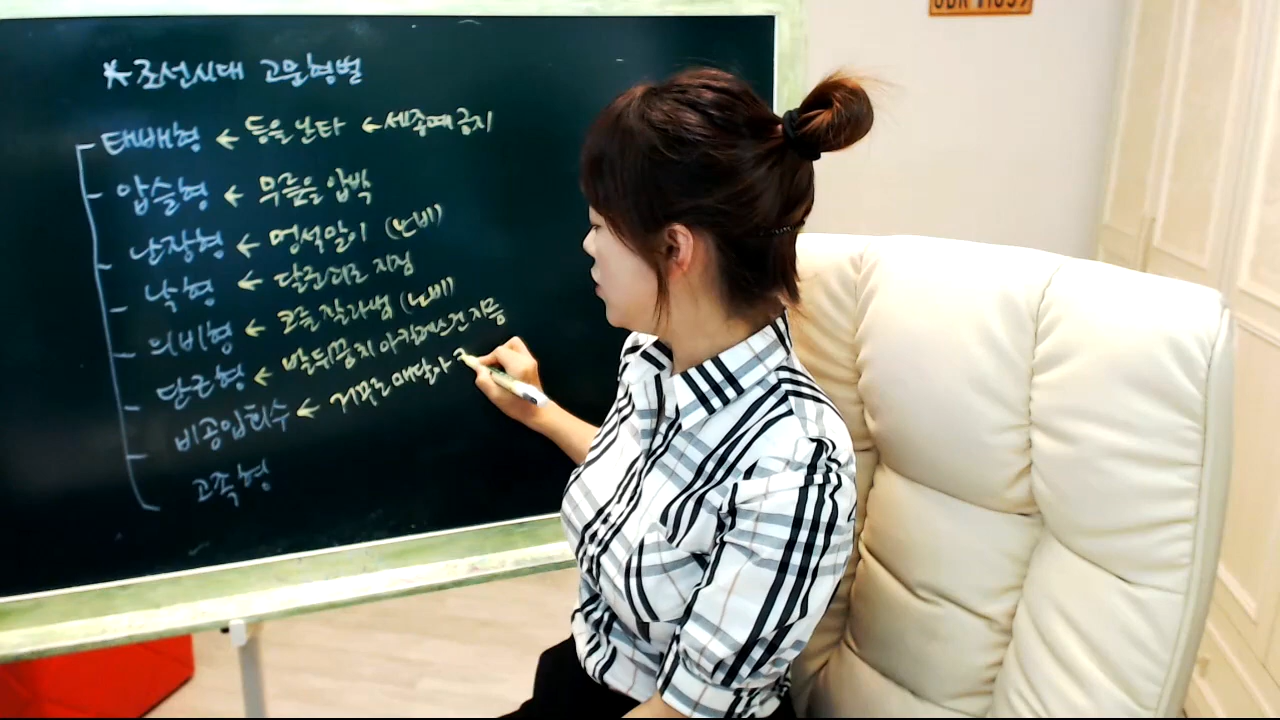 *조선시대 고문형벌
태배형 ← 등을 난타 ← 세종때 금지
압슬형 ← 무릎을 압박
난장형 ← 멍석말이 (노비)
낙형 ← 달군괴로 지짐
의비형 ← 코를 잘라범 (노비)
단근형 ← 발뒤꿈치 아킬레스건 지름
비공입회수 ← 거꾸로 매달아
고족형